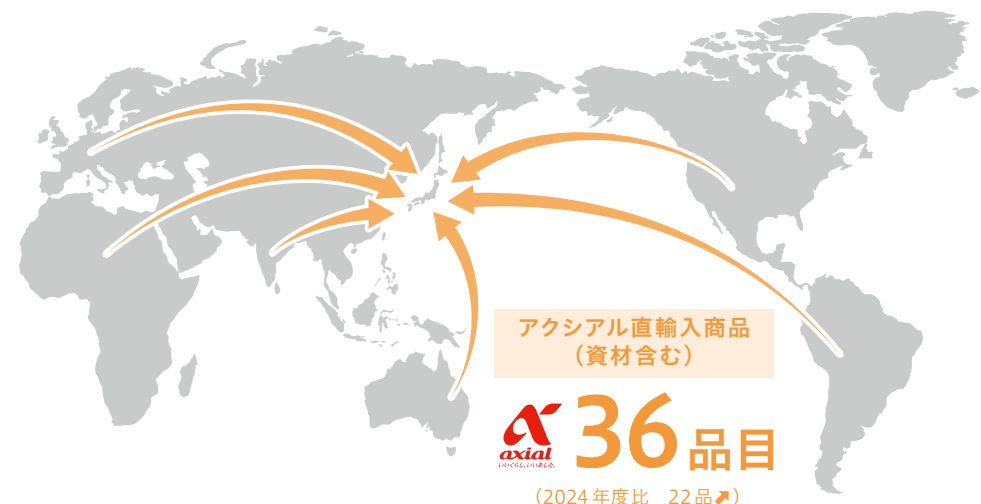 アクシアル直輸入商品
（資材含む）
axial
いいくらし、いいあした。
36品目
（2024年度比　22品⬈）